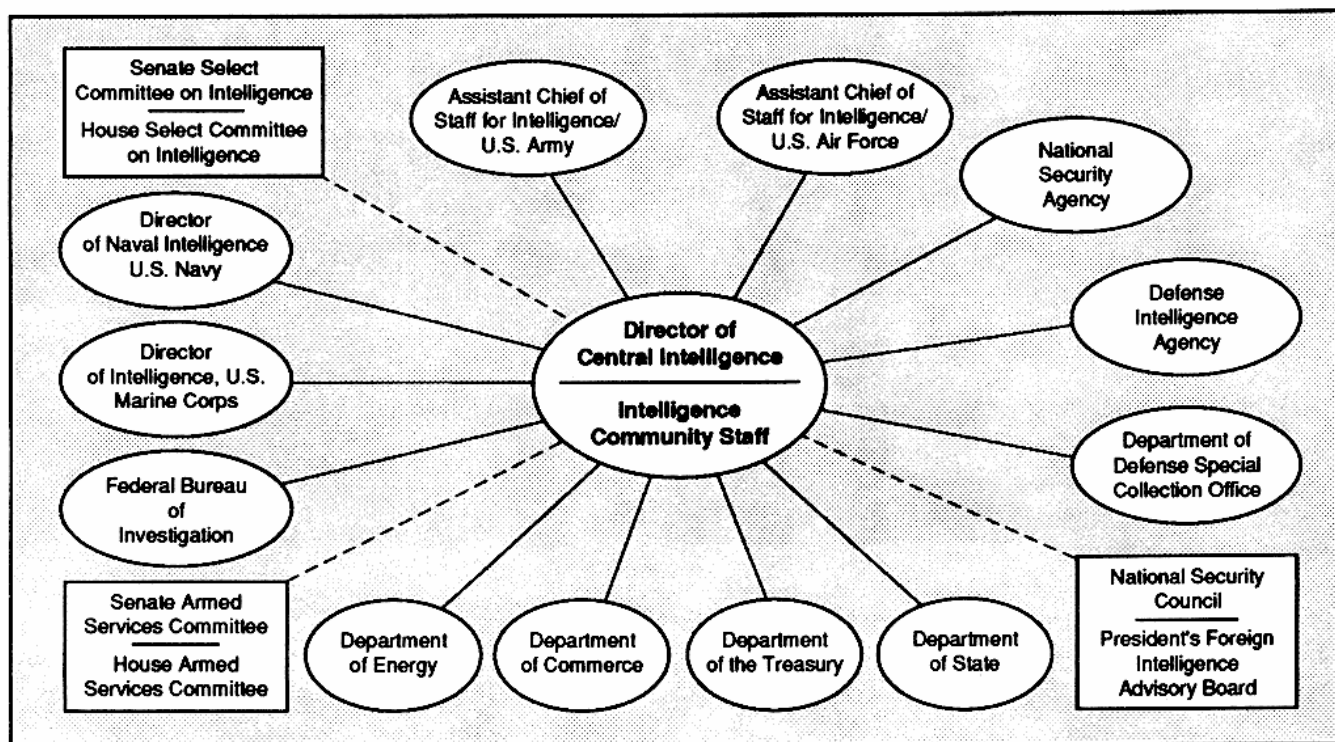 Senate Select
Committee on Intelligence
House Select Committee
on Intelligence
Assistant Chief of
Staff for Intelligence/
U.S. Army
Assistant Chief of
Staff for Intelligence/
U.S. Air Force
National
Security
Agency
Director
of Naval Intelligence
U.S. Navy
Defense
Intelligence
Agency
Director of
Central Intelligence
Intelligence
Community Staff
Director
of Intelligence, U.S.
Marine Corps
Department of
Defense Special
Collection Office
Federal Bureau
of
Investigation
Senate Armed
Services Committee
House Armed
Services Committee
Department
of Energy
Department
of Commerce
Department
of the Treasury
Department
of State
National Security
Council
President's Foreign
Intelligence
Advisory Board